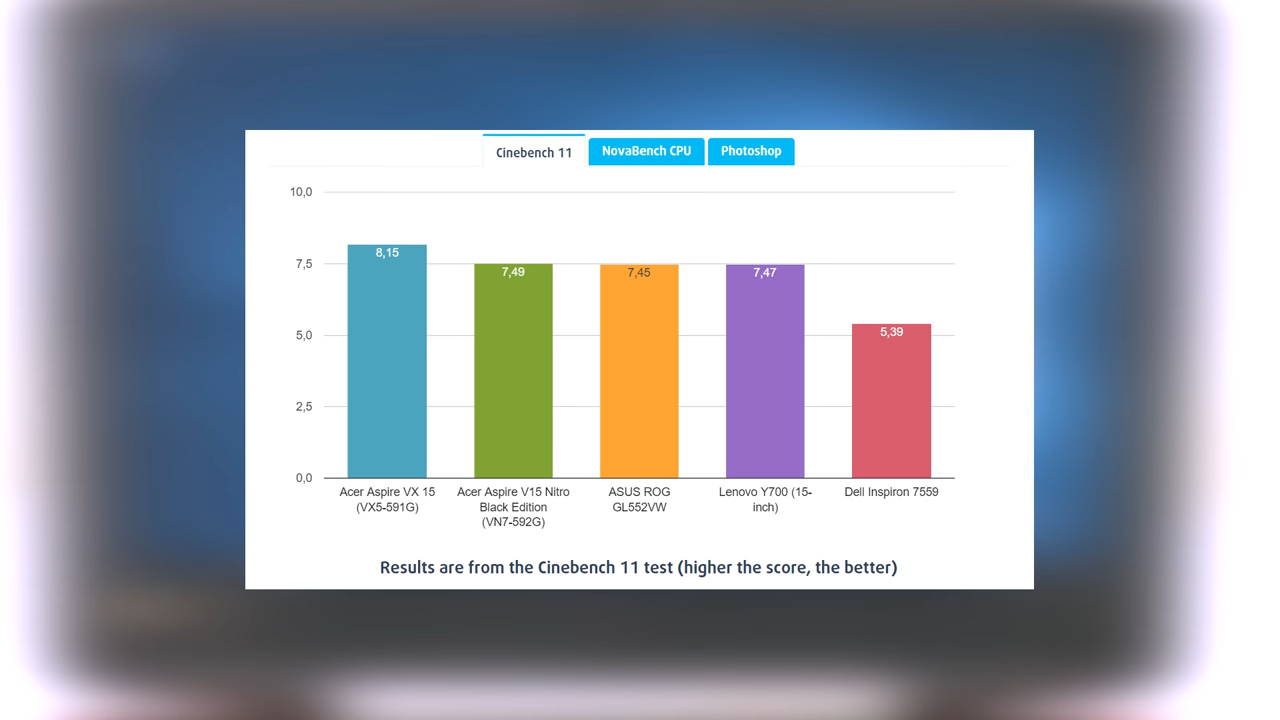 Cinebench 11
NovaBench CPU
Photoshop
10,0
7,5
5,0
2,5
0,0
8,15
7,49
7,45
7,47
5,39
Acer Aspire VX 15
(VX5-591G)
Acer Aspire V15 Nitro
Black Edition
(VN7-592G)
ASUS ROG
GL552VW
Lenovo Y700 (15-
inch)
Dell Inspiron 7559
Results are from the Cinebench 11 test (higher the score, the better)